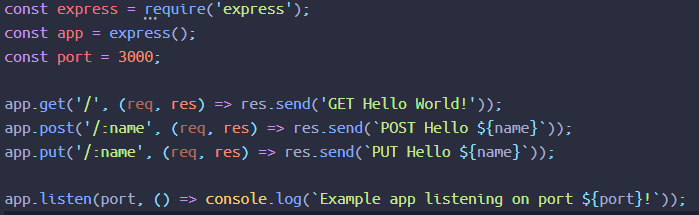 const express = require('express');
const app = express();
const port = 3000;
app.get('/', (req, res) => res.send('GET Hello World!'));
app.post('/:name', (req, res) => res.send(`POST Hello ${name}`));
app.put('/:name', (req, res) => res.send(`PUT Hello ${name}`));
app.listen(port, () => console.log(`Example app listening on port ${port}!`));